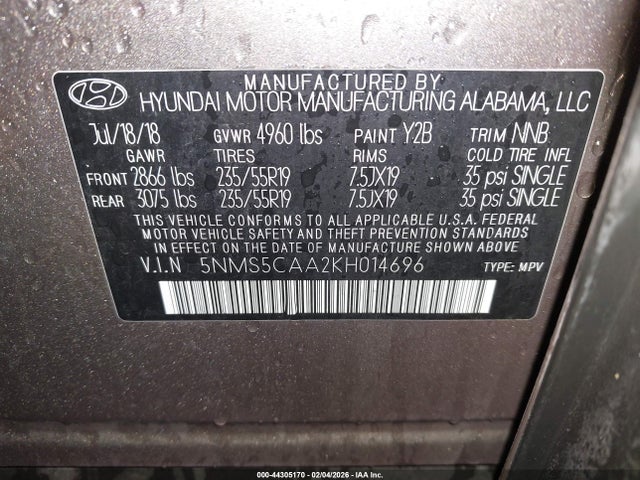 MANUFACTURED BY
HYUNDAI MOTOR MANUFACTURING ALABAMA, LLC
Jul/18/18 GVWR 4960 lbs PAINT Y2B TRIM NNB
GAWR TIRES RIMS COLD TIRE INFL
FRONT 2866 lbs 235/55R19 7.5JX19 35 psi SINGLE
REAR 3075 lbs 235/55R19 7.5JX19 35 psi SINGLE
THIS VEHICLE CONFORMS TO ALL APPLICABLE U.S.A. FEDERAL
MOTOR VEHICLE SAFETY AND THEFT PREVENTION STANDARDS
IN EFFECT ON THE DATE OF MANUFACTURE SHOWN ABOVE.
V.I.N 5NMS5CAA2KH014696 TYPE: MPV
000-44305170 - 02/04/2026 - IAAI.COM